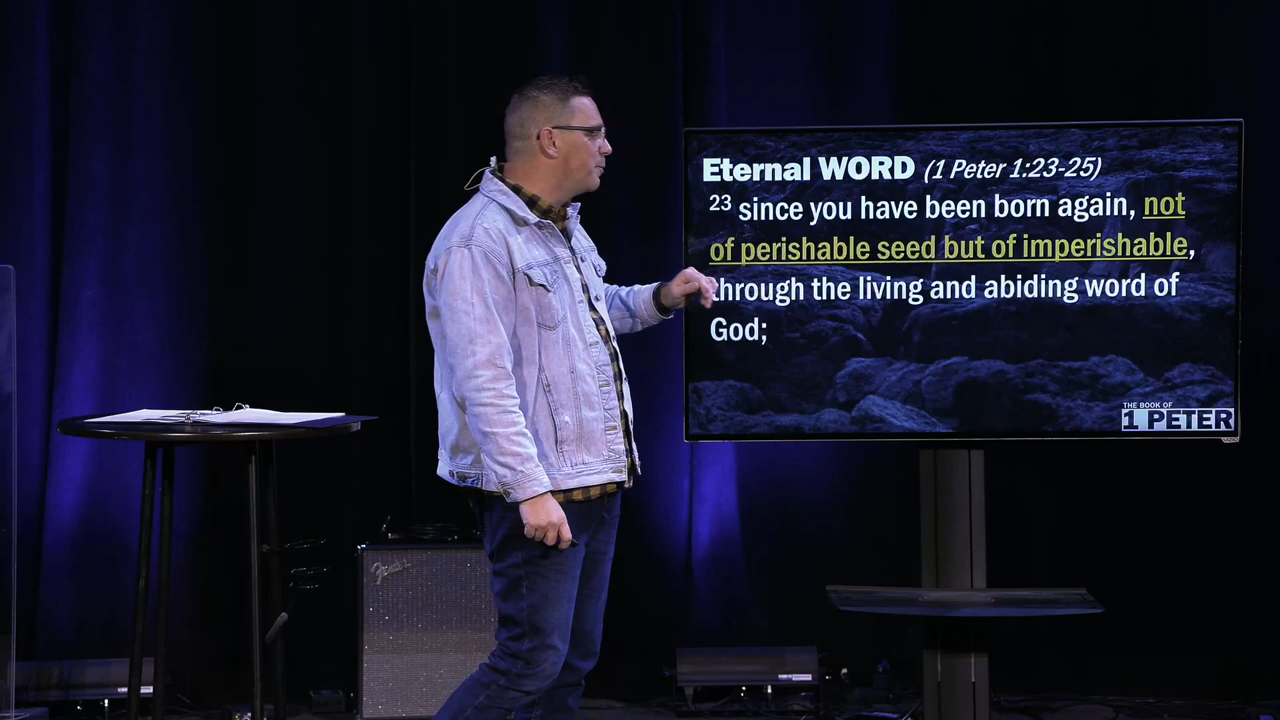 Eternal WORD (1 Peter 1:23-25)
23 since you have been born again, not
of perishable seed but of imperishable,
through the living and abiding word of
God;
THE BOOK OF
1 PETER
Fender